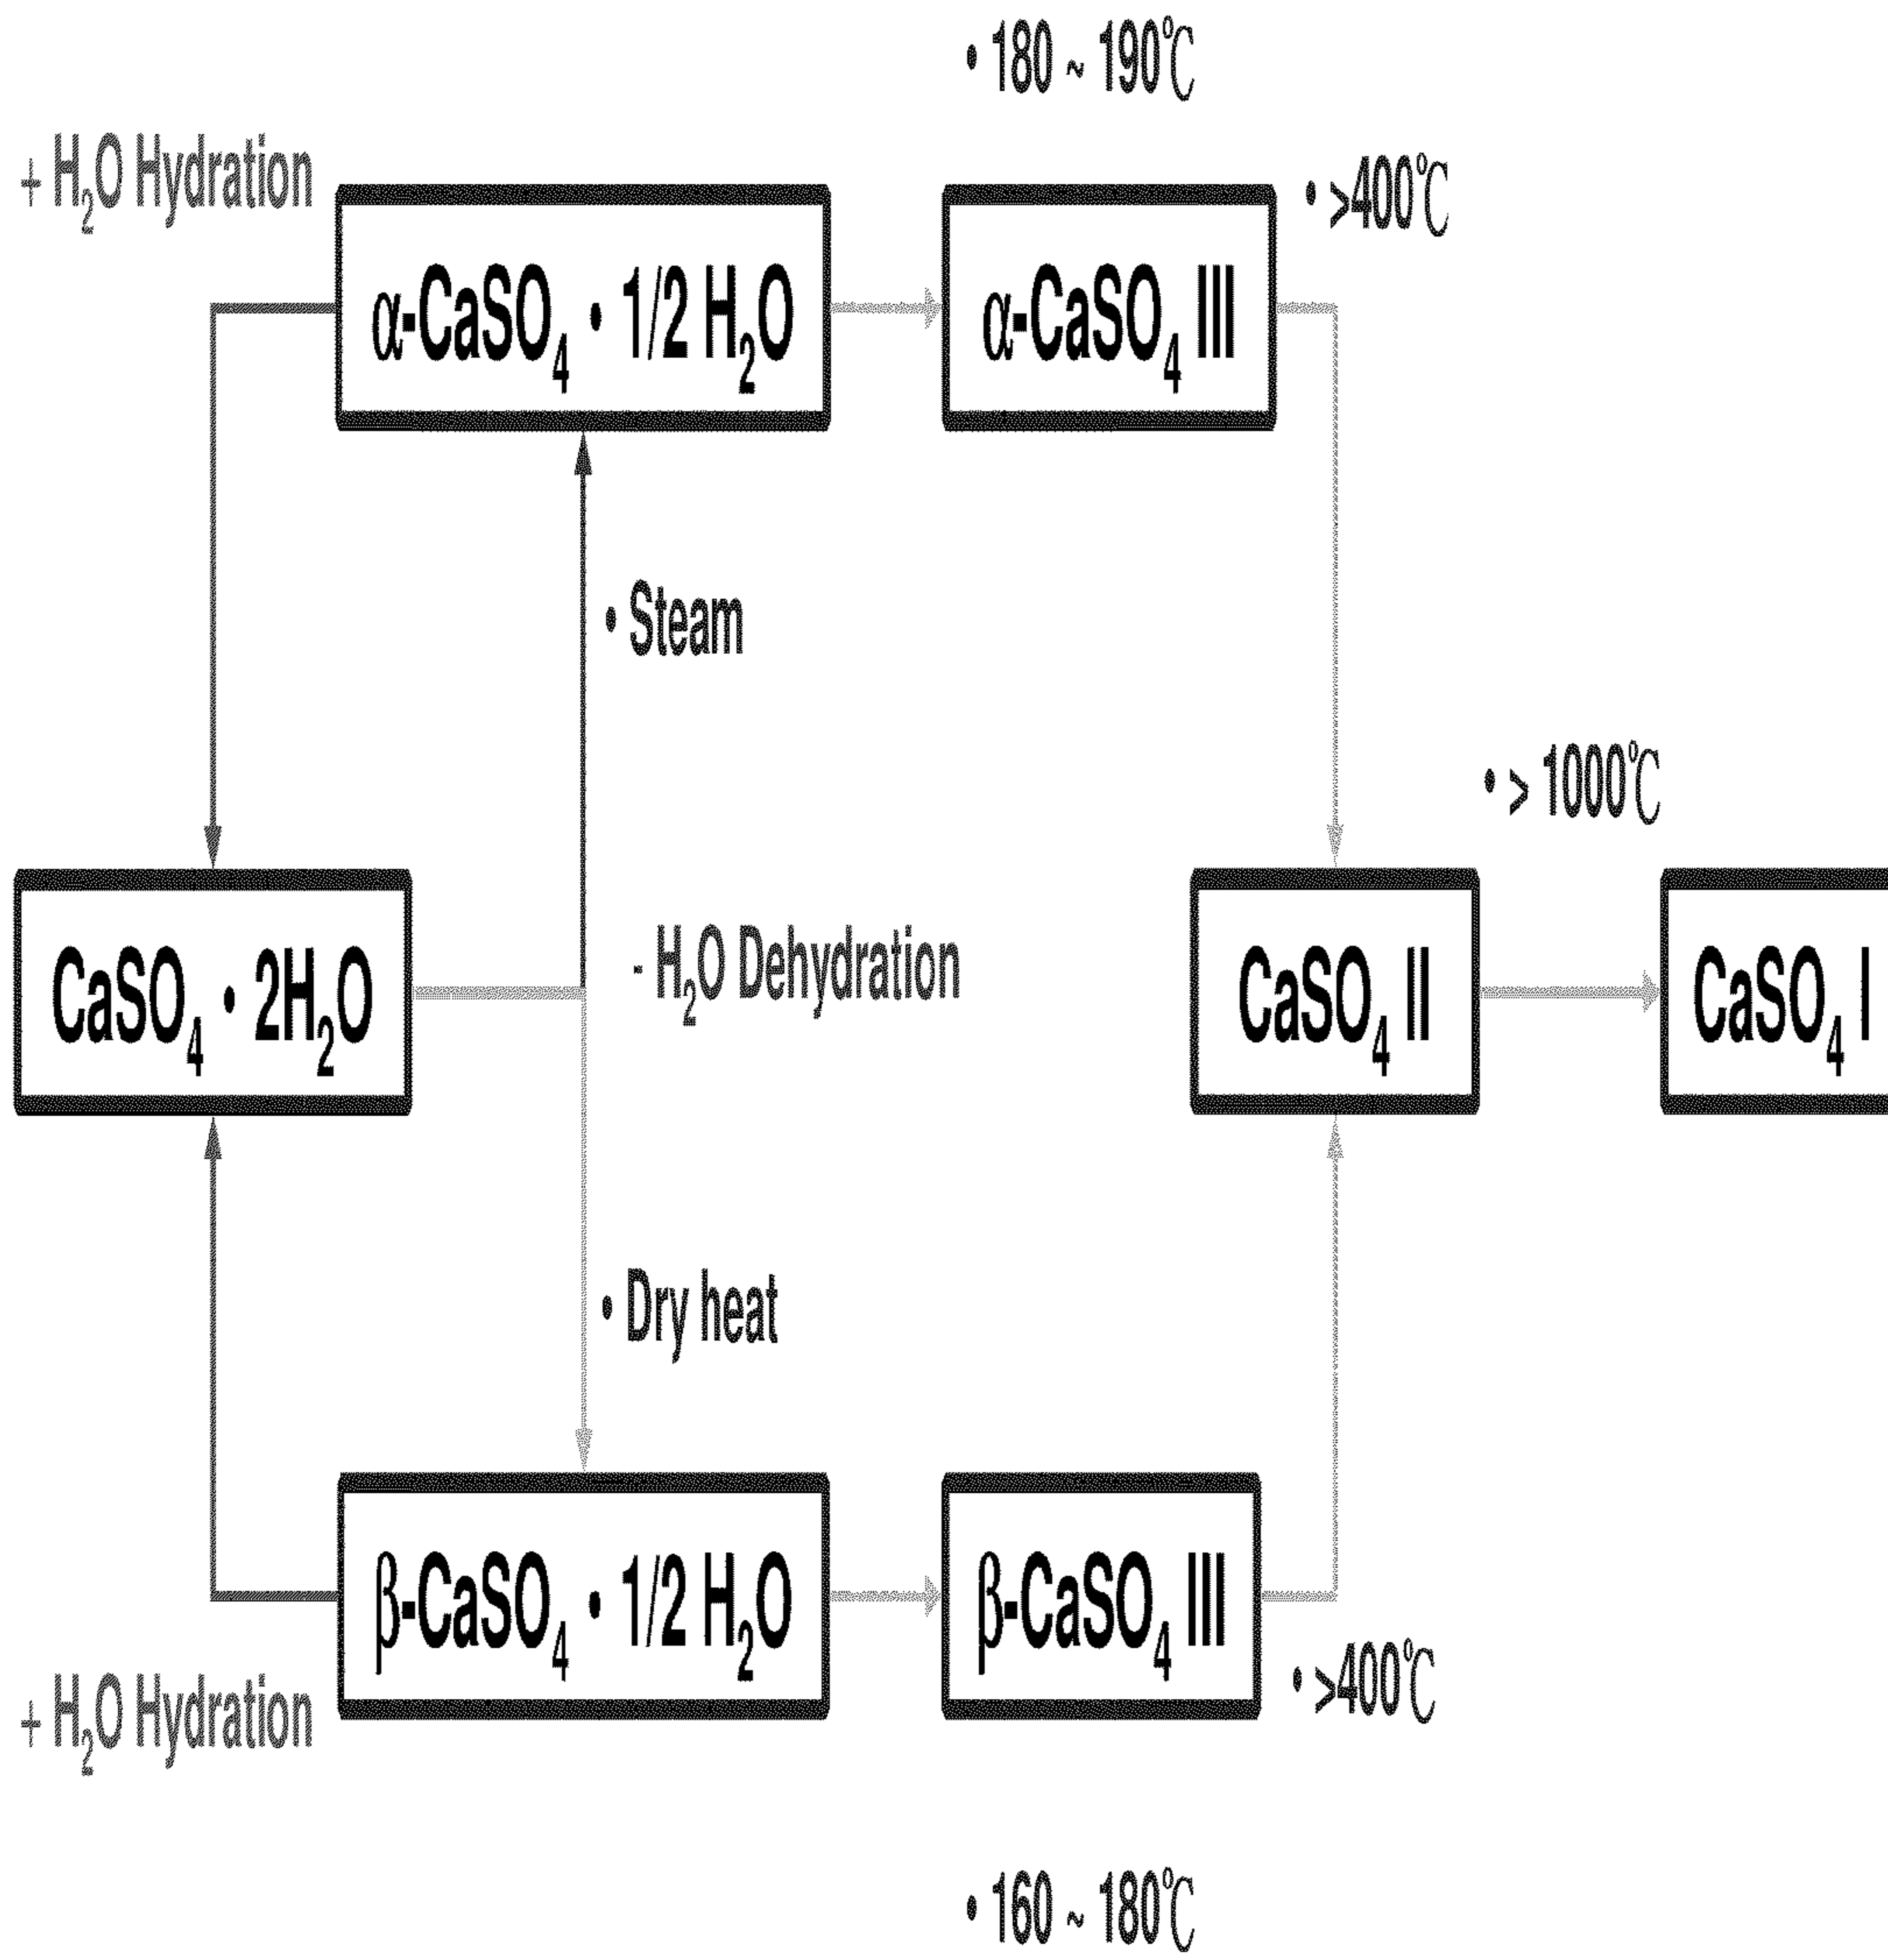 • 180 ~ 190℃
+ H₂O Hydration
• >400℃
α-CaSO₄ • 1/2 H₂O
α-CaSO₄ III
• Steam
• > 1000℃
CaSO₄ • 2H₂O
- H₂O Dehydration
CaSO₄ II
CaSO₄ I
• Dry heat
β-CaSO₄ • 1/2 H₂O
β-CaSO₄ III
+ H₂O Hydration
• >400℃
• 160 ~ 180℃